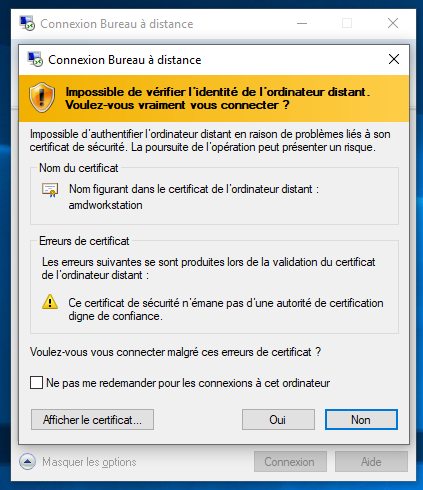 Connexion Bureau à distance
Connexion Bureau à distance
Impossible de vérifier l'identité de l'ordinateur distant.
Voulez-vous vraiment vous connecter ?
Impossible d'authentifier l'ordinateur distant en raison de problèmes liés à son
certificat de sécurité. La poursuite de l'opération peut présenter un risque.
Nom du certificat
Nom figurant dans le certificat de l'ordinateur distant :
amdworkstation
Erreurs de certificat
Les erreurs suivantes se sont produites lors de la validation du certificat
de l'ordinateur distant :
Ce certificat de sécurité n'émane pas d'une autorité de certification
digne de confiance.
Voulez-vous vous connecter malgré ces erreurs de certificat ?
Ne pas me redemander pour les connexions à cet ordinateur
Afficher le certificat... Oui Non
Masquer les options Connexion Aide